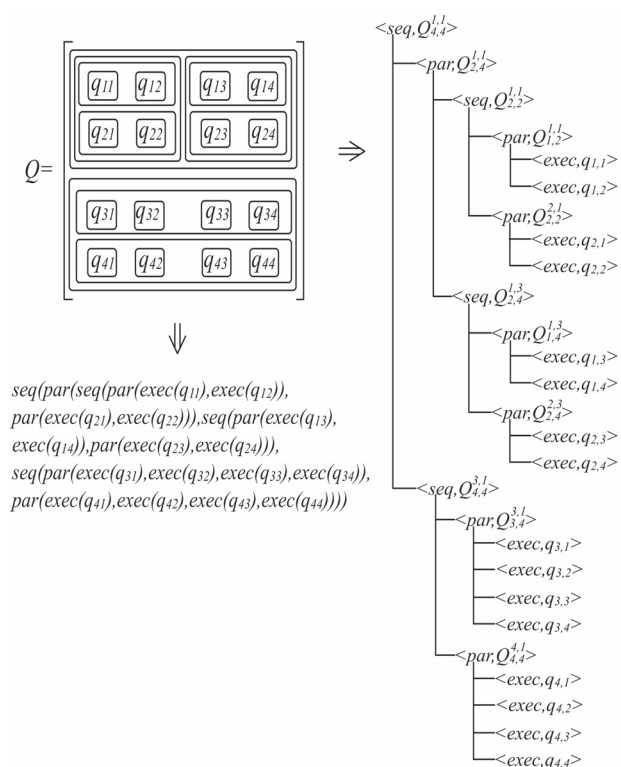 Q=
q11 q12 q13 q14
q21 q22 q23 q24
q31 q32 q33 q34
q41 q42 q43 q44
⇒
⇓
seq(par(seq(par(exec(q11),exec(q12)),
par(exec(q21),exec(q22))),seq(par(exec(q13),
exec(q14)),par(exec(q23),exec(q24))),
seq(par(exec(q31),exec(q32),exec(q33),exec(q34)),
par(exec(q41),exec(q42),exec(q43),exec(q44))))
<seq,Q^{1,1}_{4,4}>
<par,Q^{1,1}_{2,4}>
<seq,Q^{1,1}_{2,2}>
<par,Q^{1,1}_{1,2}>
<exec,q1,1>
<exec,q1,2>
<par,Q^{2,1}_{2,2}>
<exec,q2,1>
<exec,q2,2>
<seq,Q^{1,3}_{2,4}>
<par,Q^{1,3}_{1,4}>
<exec,q1,3>
<exec,q1,4>
<par,Q^{2,3}_{2,4}>
<exec,q2,3>
<exec,q2,4>
<seq,Q^{3,1}_{4,4}>
<par,Q^{3,1}_{3,4}>
<exec,q3,1>
<exec,q3,2>
<exec,q3,3>
<exec,q3,4>
<par,Q^{4,1}_{4,4}>
<exec,q4,1>
<exec,q4,2>
<exec,q4,3>
<exec,q4,4>